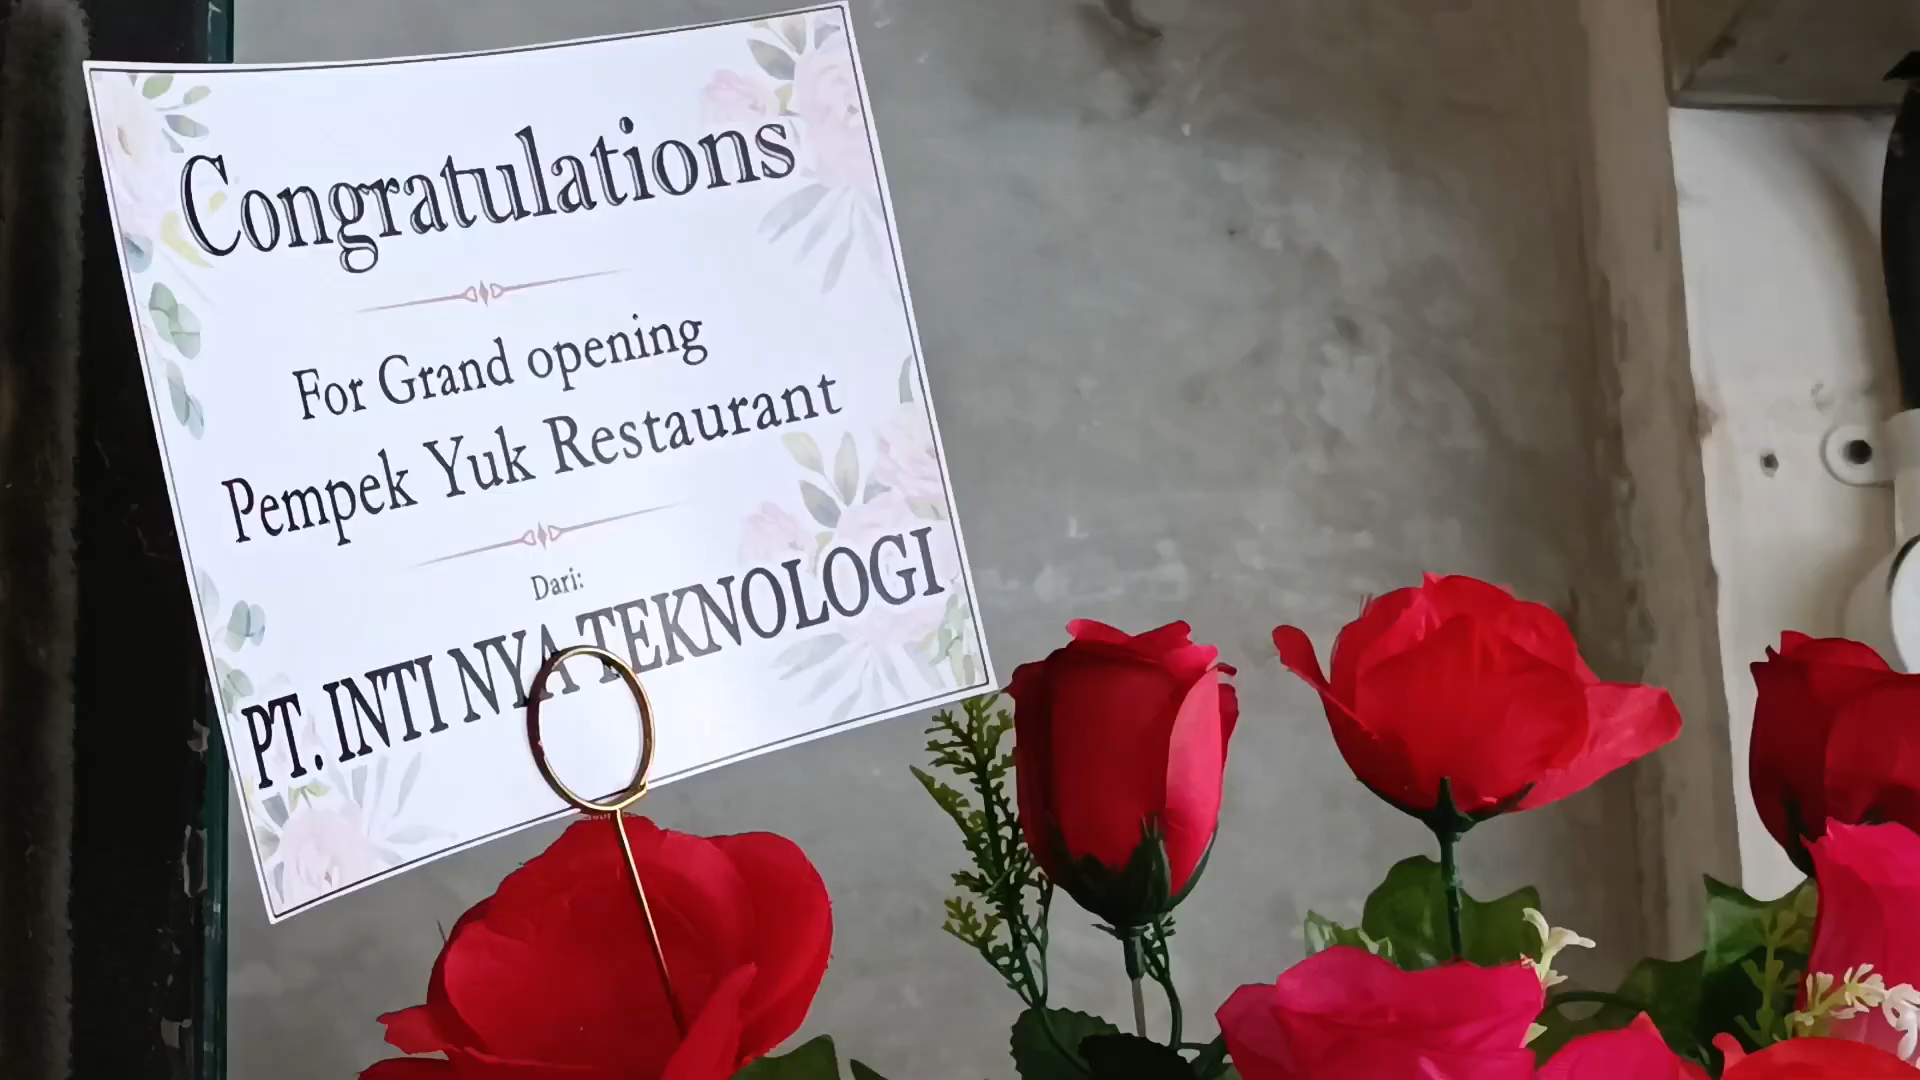 Congratulations
For Grand opening
Pempek Yuk Restaurant
Dari:
PT. INTI NYA TEKNOLOGI